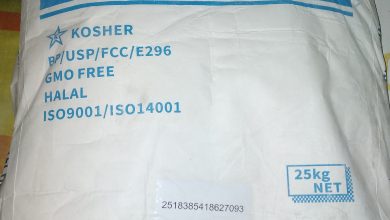 KOSHER
BP/USP/FCC/E296
GMO FREE
HALAL
ISO9001/ISO14001
25kg
NET
2518385418627093